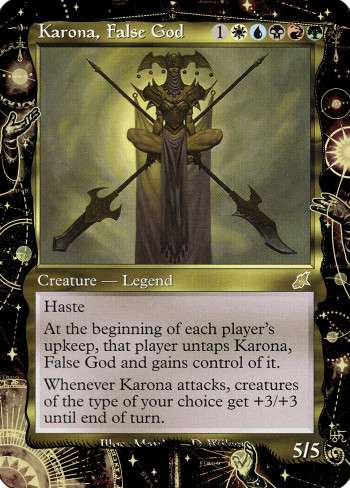 Karona, False God 1
Creature — Legend
Haste
At the beginning of each player's
upkeep, that player untaps Karona,
False God and gains control of it.
Whenever Karona attacks, creatures
of the type of your choice get +3/+3
until end of turn.
5/5